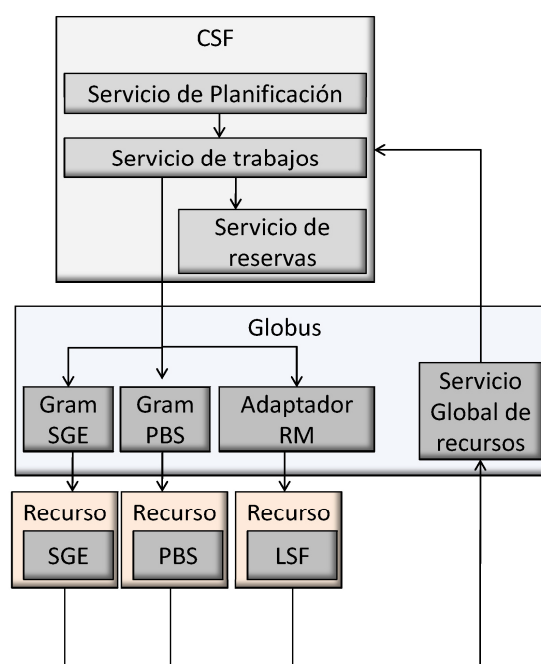 CSF
Servicio de Planificación
Servicio de trabajos
Servicio de
reservas
Globus
Gram
SGE
Gram
PBS
Adaptador
RM
Servicio
Global de
recursos
Recurso
SGE
Recurso
PBS
Recurso
LSF